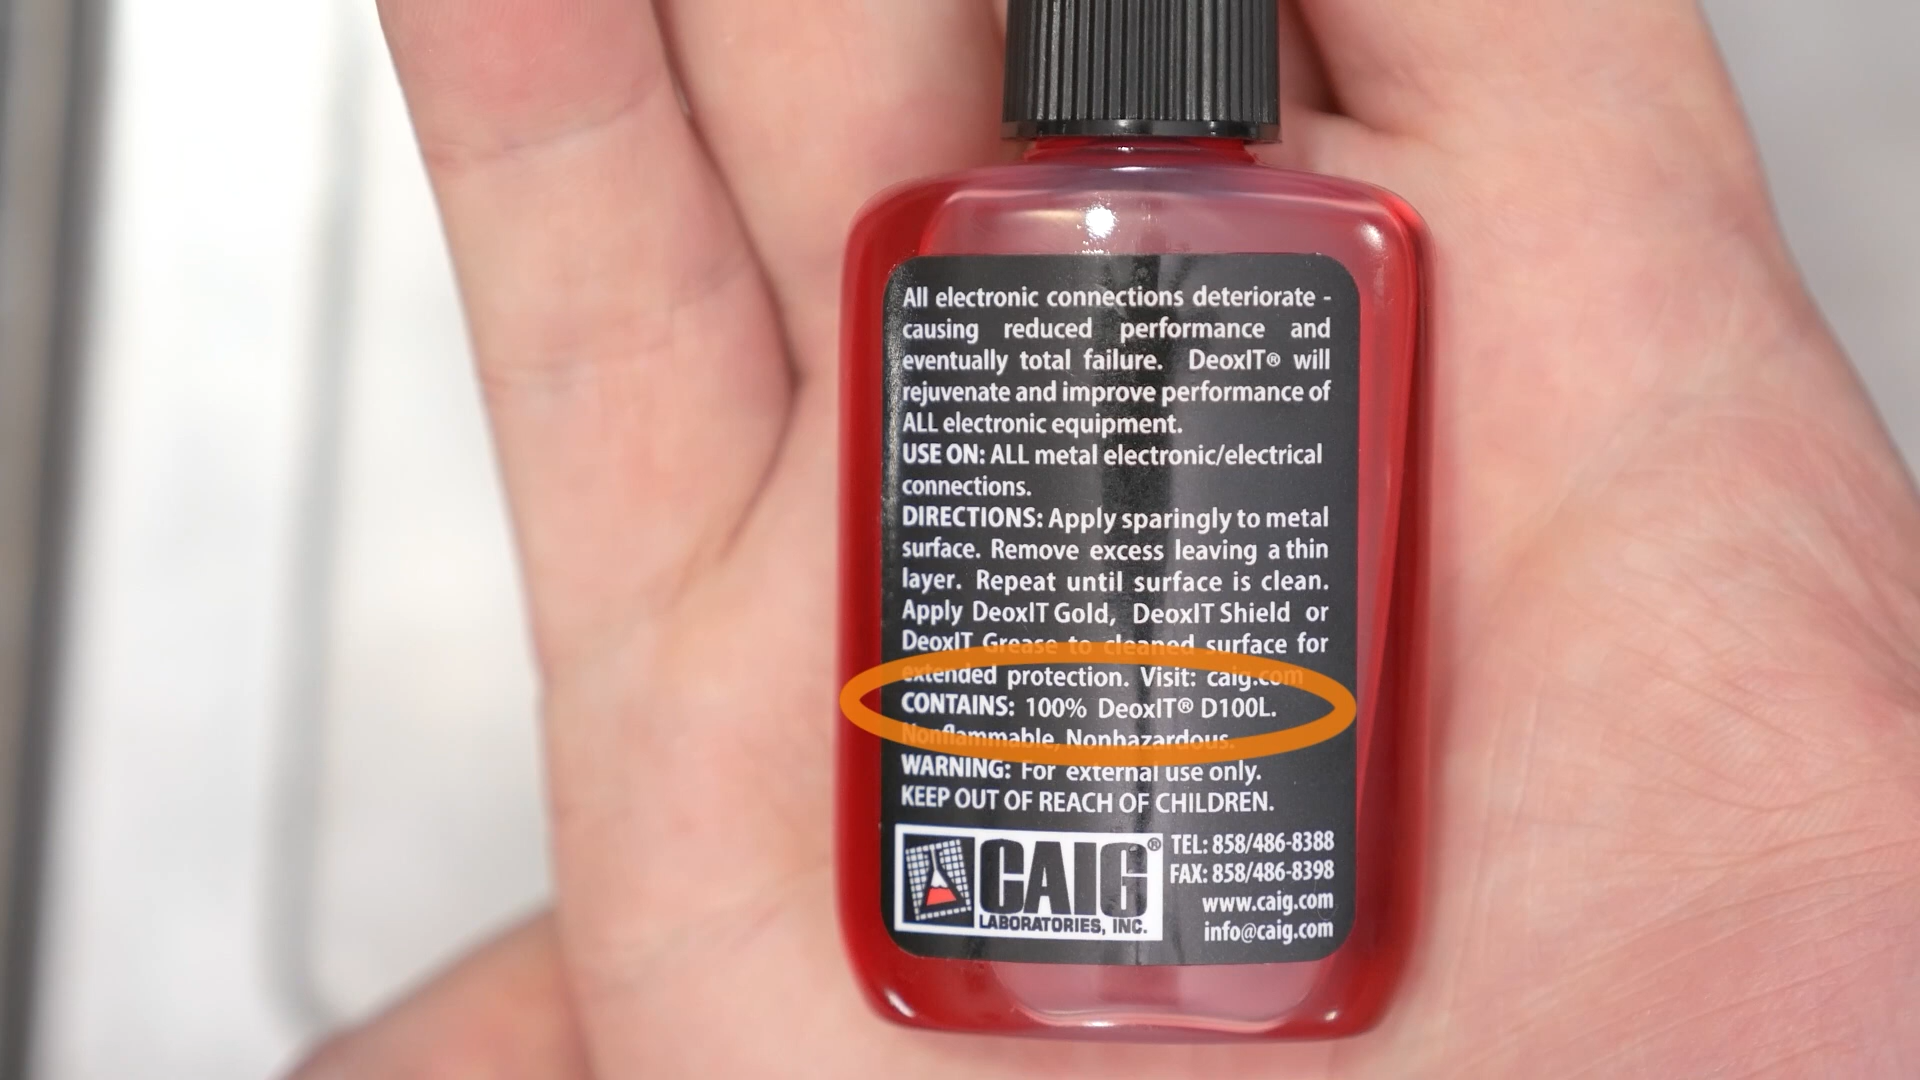 All electronic connections deteriorate -
causing reduced performance and
eventually total failure. DeoxIT® will
rejuvenate and improve performance of
ALL electronic equipment.
USE ON: ALL metal electronic/electrical
connections.
DIRECTIONS: Apply sparingly to metal
surface. Remove excess leaving a thin
layer. Repeat until surface is clean.
Apply DeoxIT Gold, DeoxIT Shield or
DeoxIT Grease to cleaned surface for
extended protection. Visit: caig.com
CONTAINS: 100% DeoxIT® D100L.
Nonflammable, Nonhazardous.
WARNING: For external use only.
KEEP OUT OF REACH OF CHILDREN.
CAIG®
LABORATORIES, INC.
TEL: 858/486-8388
FAX: 858/486-8398
www.caig.com
info@caig.com